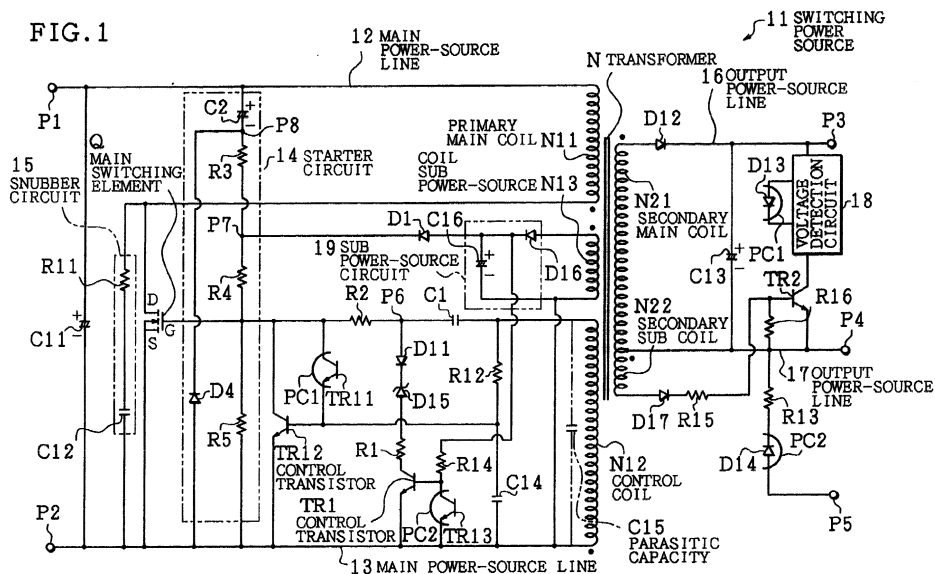 FIG.1
11 SWITCHING
POWER
SOURCE
12 MAIN
POWER-SOURCE
LINE
N TRANSFORMER
16 OUTPUT
POWER-SOURCE
LINE
P1
C2
+
-
P8
D12
P3
Q
MAIN
SWITCHING
ELEMENT
15
SNUBBER
CIRCUIT
R3
14 STARTER
CIRCUIT
PRIMARY
MAIN COIL
N11
COIL
SUB
POWER-SOURCE
N13
D13
VOLTAGE
DETECTION
CIRCUIT
18
N21
SECONDARY
MAIN COIL
PC1
P7
D1
C16
+
-
D16
19 SUB
POWER-SOURCE
CIRCUIT
C13
+
-
TR2
R11
R4
R2
P6
C1
N22
SECONDARY
SUB COIL
R16
P4
D
G
S
C11
+
-
D11
R12
17
OUTPUT
POWER-SOURCE
LINE
PC1
TR11
D15
D17
R15
R13
D4
C12
R5
TR12
CONTROL
TRANSISTOR
R1
R14
N12
CONTROL
COIL
D14
PC2
TR1
CONTROL
TRANSISTOR
C14
P5
PC2
TR13
C15
PARASITIC
CAPACITY
P2
13 MAIN POWER-SOURCE LINE